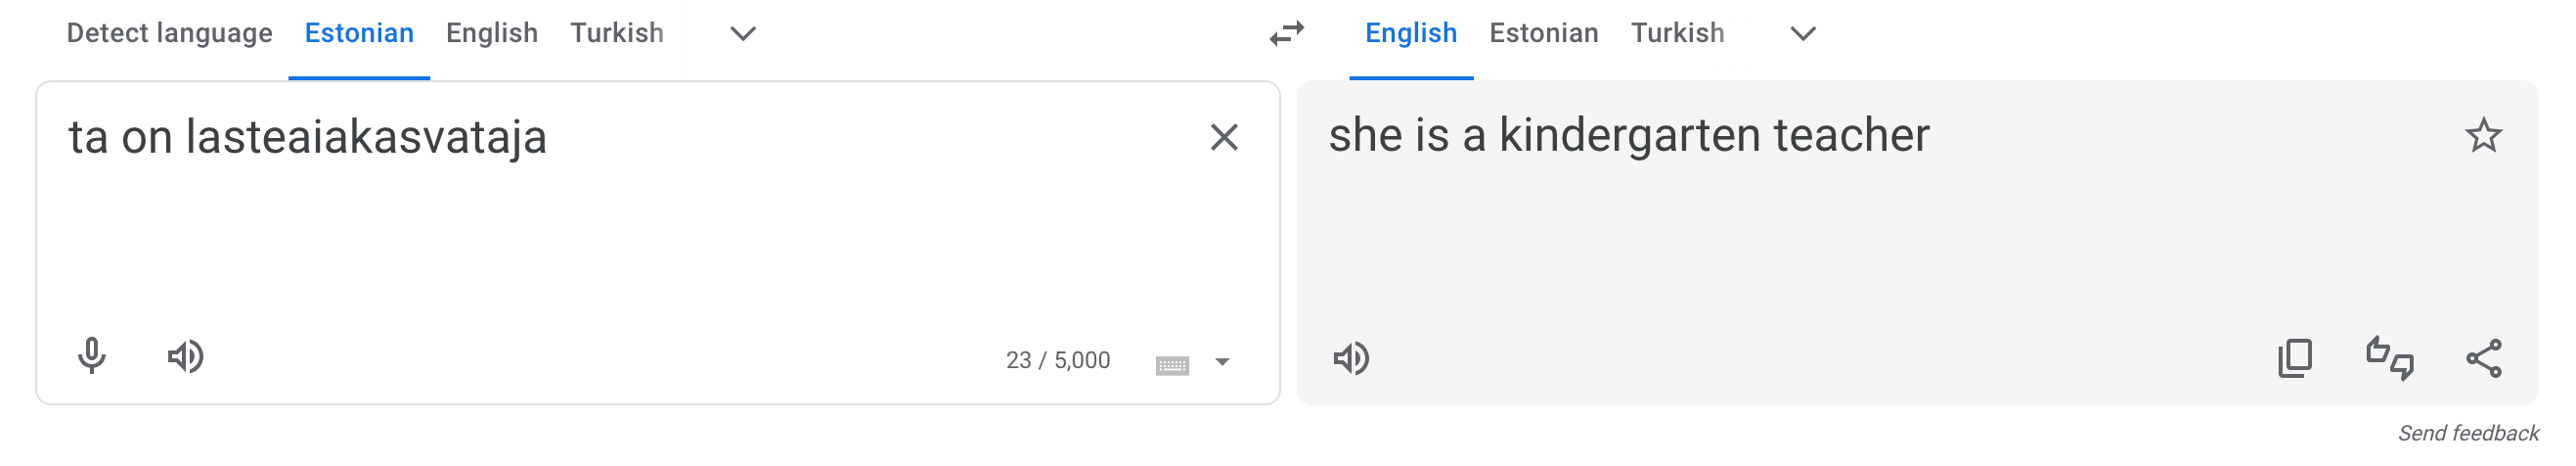 Detect language Estonian English Turkish English Estonian Turkish
ta on lasteaiakasvataja
she is a kindergarten teacher
23 / 5,000
Send feedback